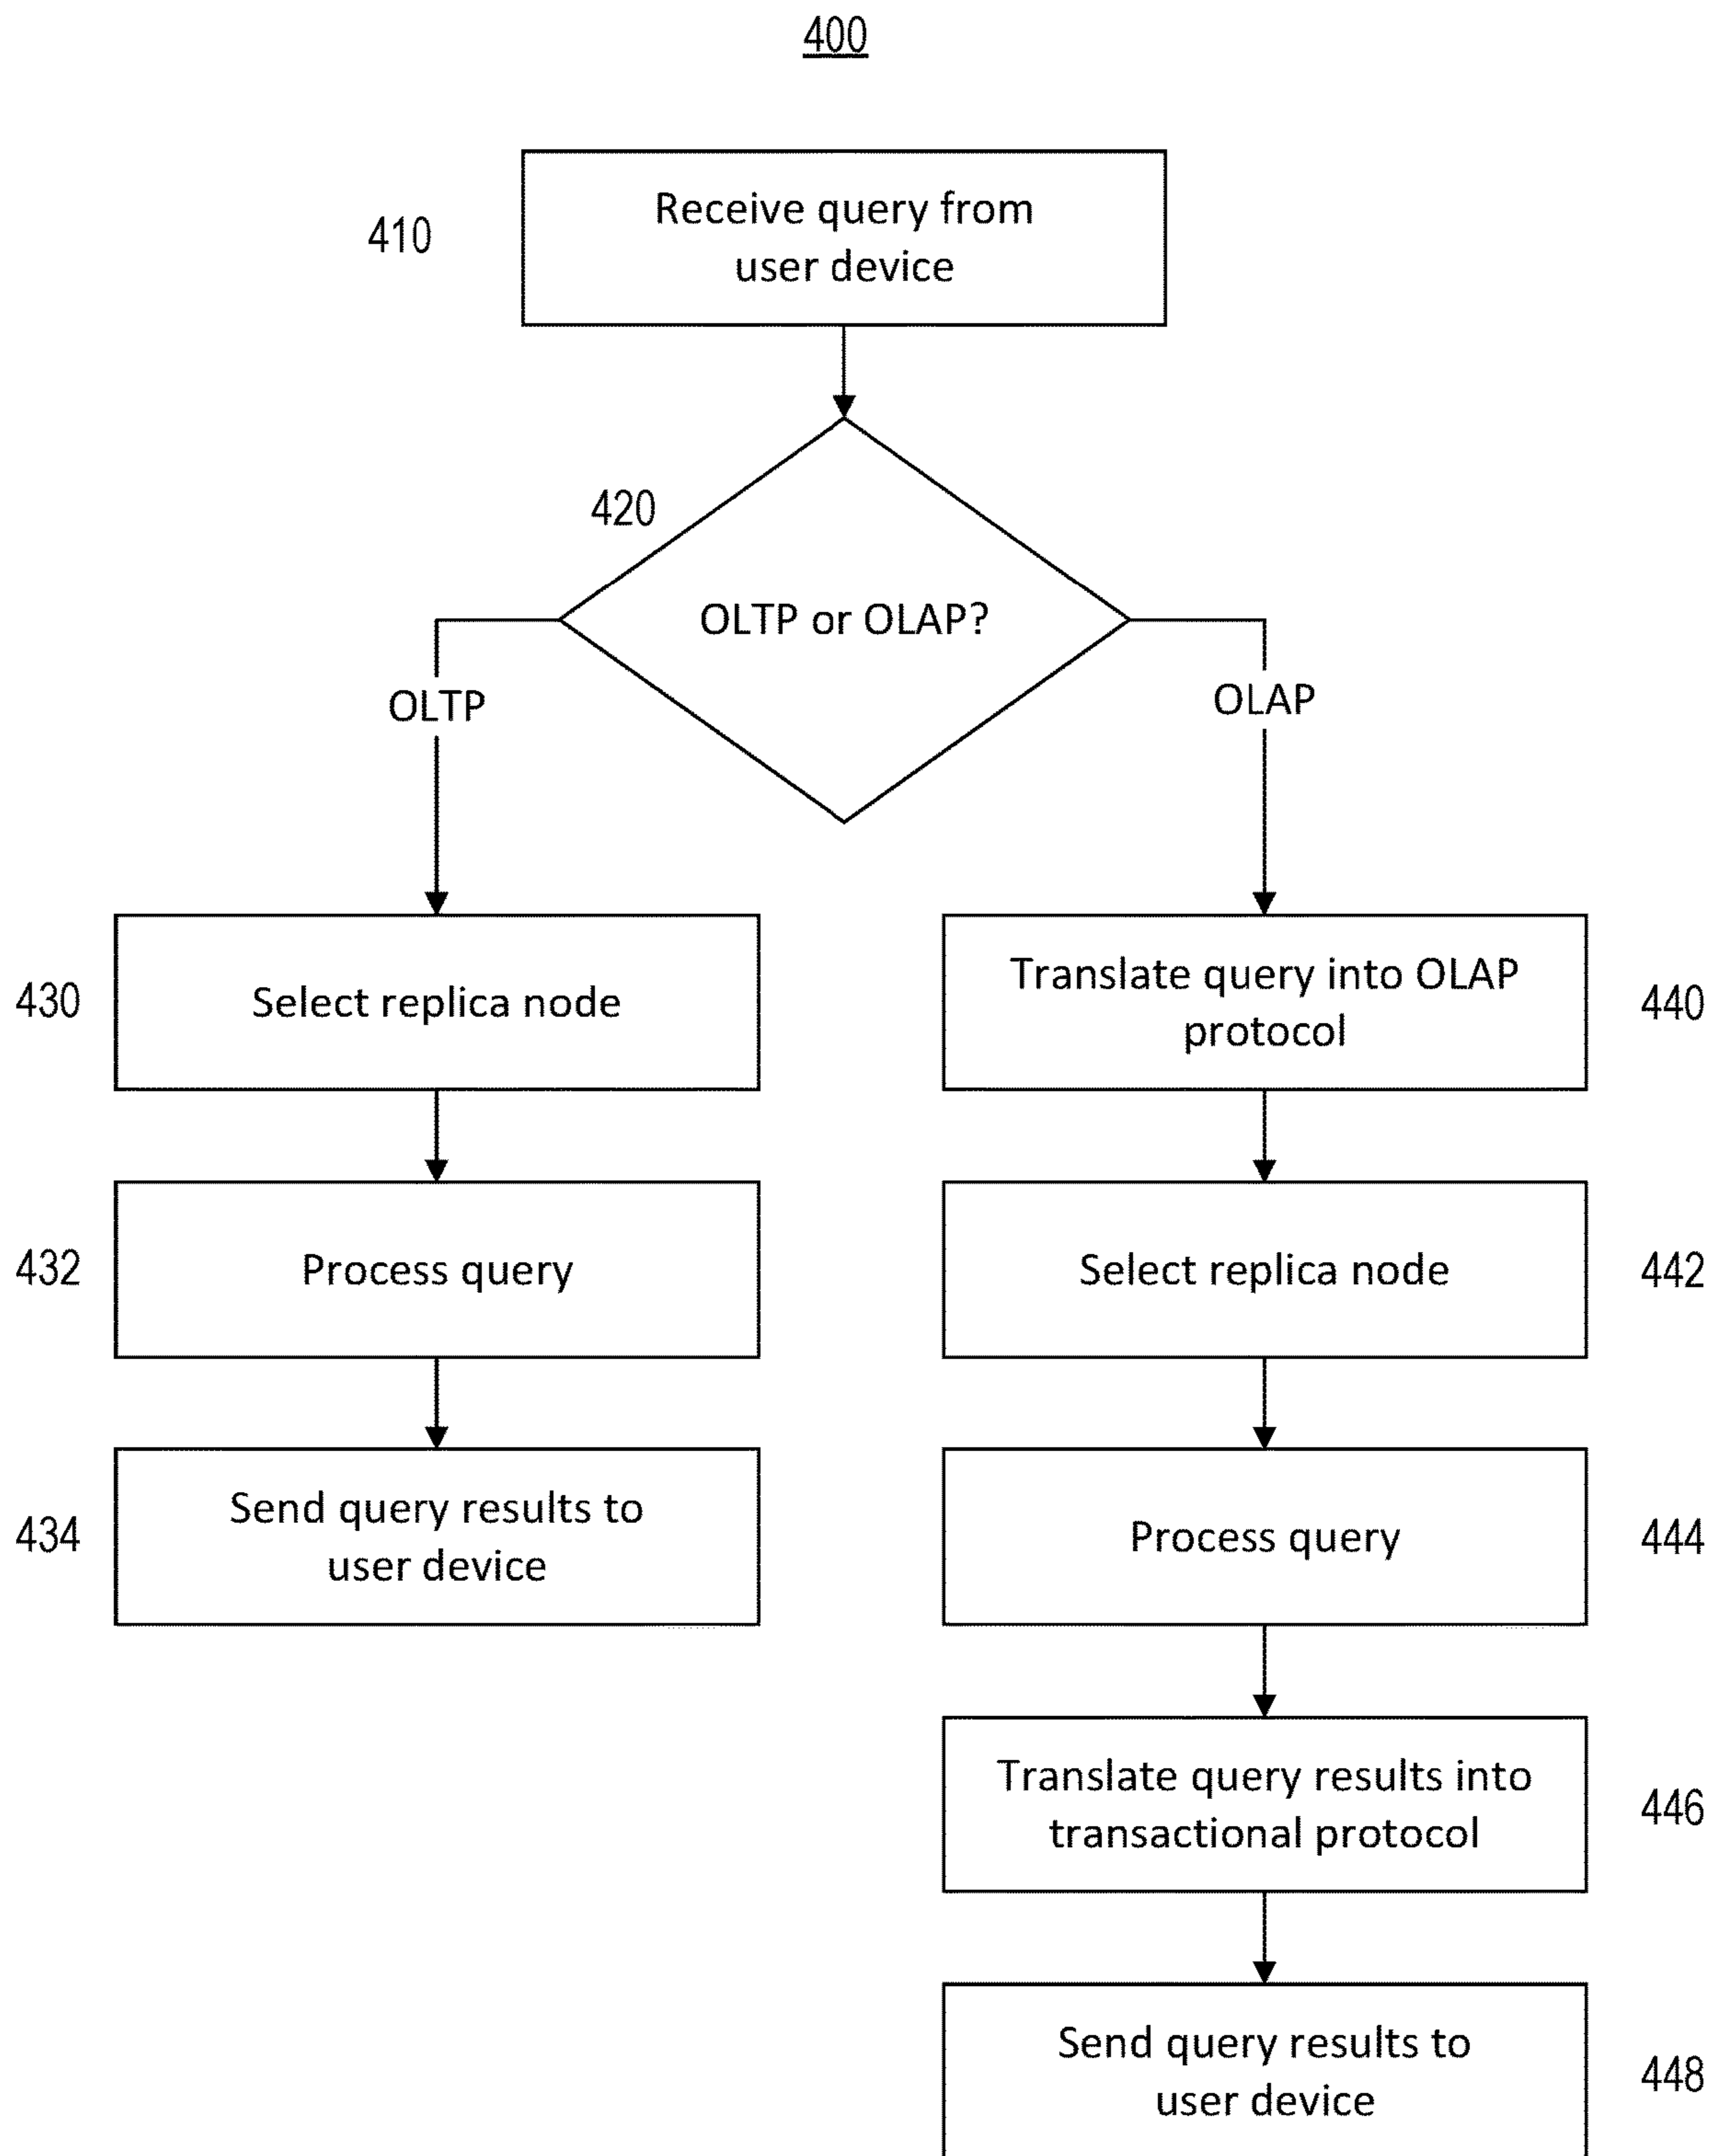 400
410
Receive query from
user device
420
OLTP or OLAP?
OLTP
OLAP
430
Select replica node
Translate query into OLAP
protocol
440
432
Process query
Select replica node
442
434
Send query results to
user device
Process query
444
Translate query results into
transactional protocol
446
Send query results to
user device
448